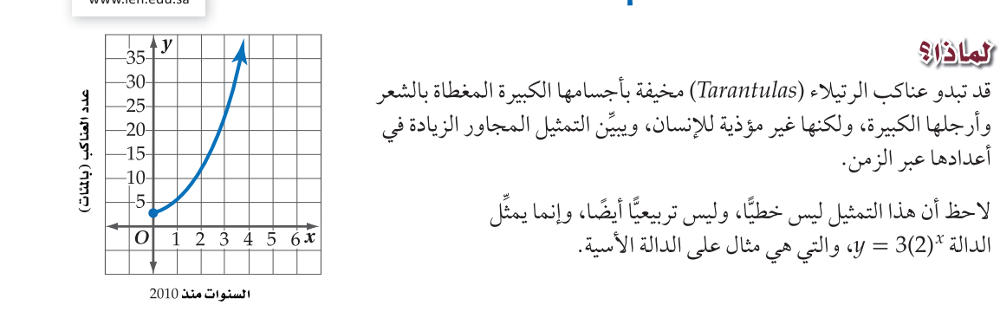 www.ien.edu.sa
لماذا؟
قد تبدو عناكب الرتيلاء (Tarantulas) مخيفة بأجسامها الكبيرة المغطاة بالشعر
وأرجلها الكبيرة، ولكنها غير مؤذية للإنسان، ويبيِّن التمثيل المجاور الزيادة في
أعدادها عبر الزمن.
لاحظ أن هذا التمثيل ليس خطيًّا، وليس تربيعيًّا أيضًا، وإنما يمثِّل
الدالة y = 3(2)^x، والتي هي مثال على الدالة الأسية.
y
35
30
25
20
15
10
5
O 1 2 3 4 5 6 x
عدد العناكب (بالمئات)
السنوات منذ 2010